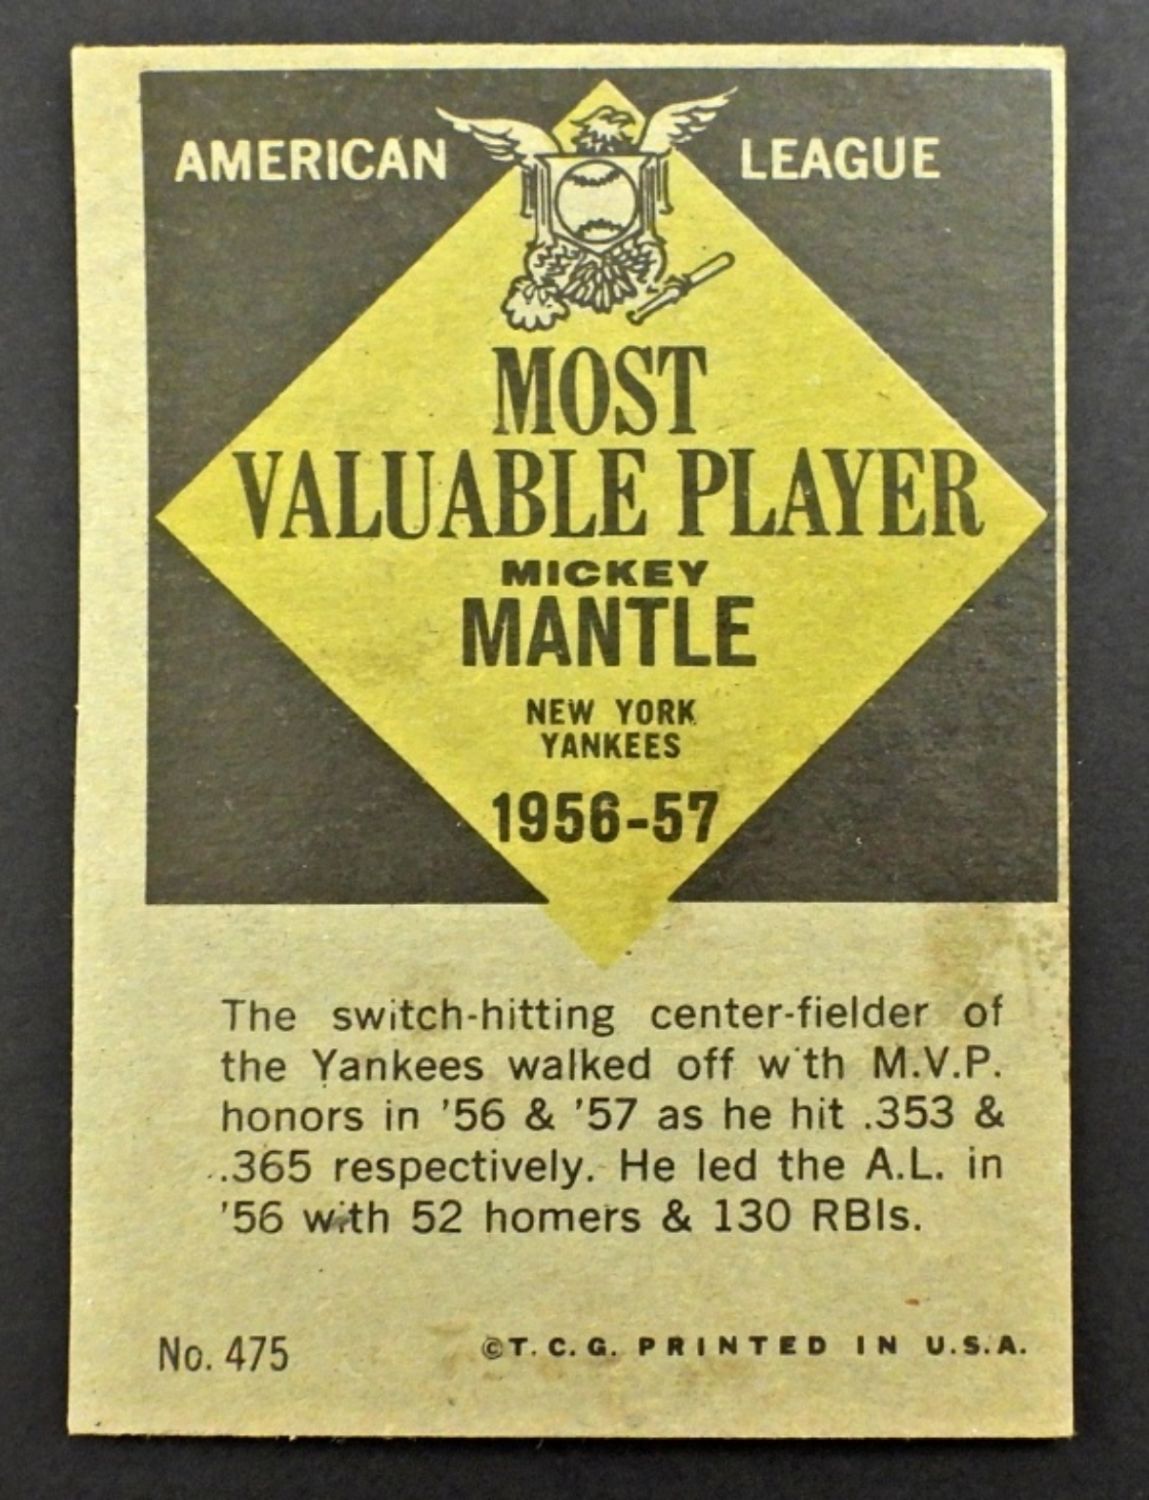 AMERICAN LEAGUE
MOST
VALUABLE PLAYER
MICKEY
MANTLE
NEW YORK
YANKEES
1956-57
The switch-hitting center-fielder of
the Yankees walked off w'th M.V.P.
honors in '56 & '57 as he hit .353 &
.365 respectively. He led the A.L. in
'56 with 52 homers & 130 RBIs.
No. 475
©T.C.G. PRINTED IN U.S.A.